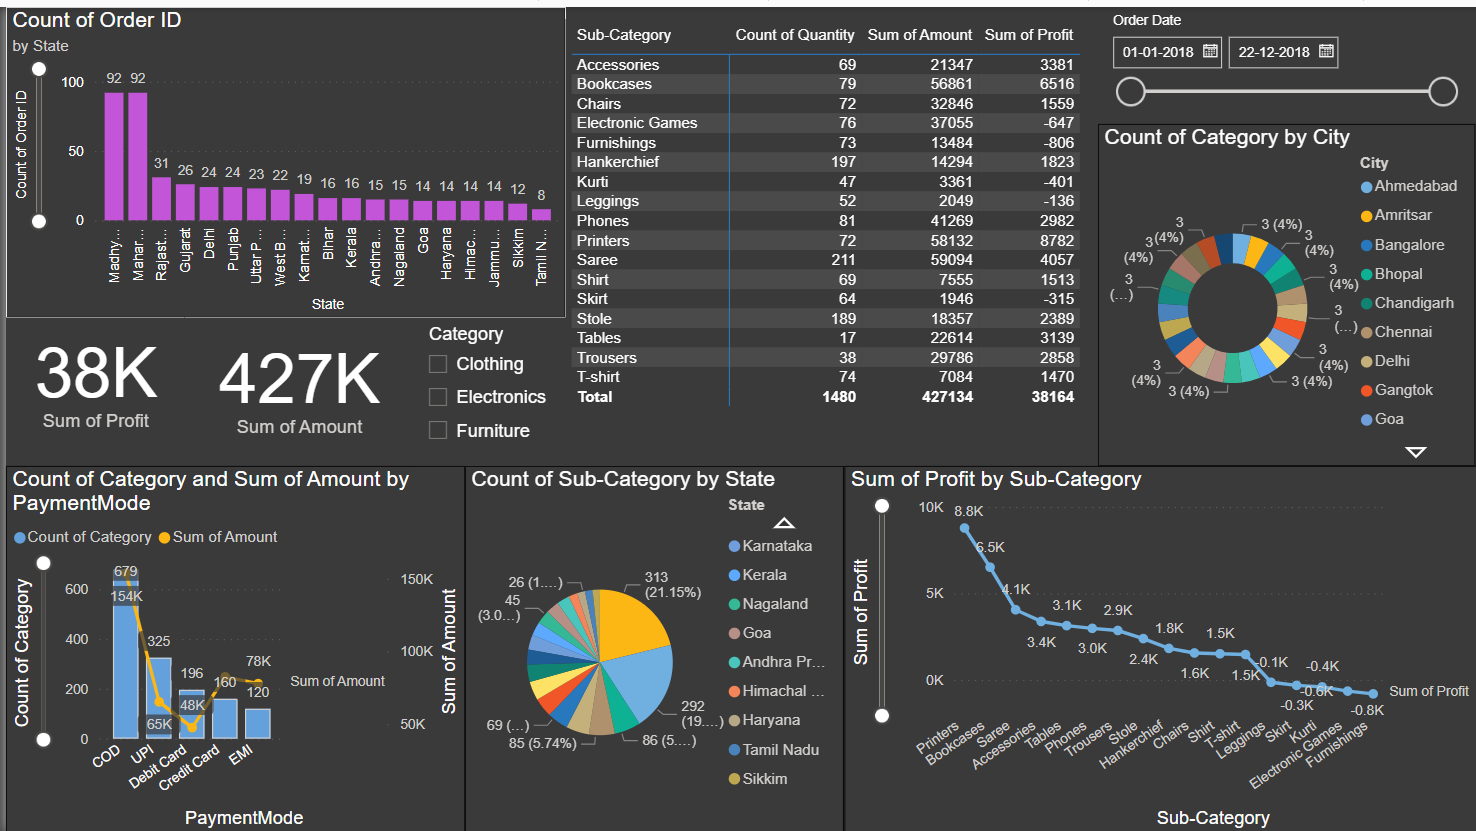 Count of Order ID
by State
Count of Order ID
100
50
0
92 92 31 26 24 24 23 22 19 16 16 15 15 14 14 14 14 12 8
Madhy... Mahar... Rajast... Gujarat Delhi Punjab Uttar P... West B... Karnat... Bihar Kerala Andhra... Nagaland Goa Haryana Himac... Jammu... Sikkim Tamil N...
State
Sub-Category Count of Quantity Sum of Amount Sum of Profit
Accessories 69 21347 3381
Bookcases 79 56861 6516
Chairs 72 32846 1559
Electronic Games 76 37055 -647
Furnishings 73 13484 -806
Hankerchief 197 14294 1823
Kurti 47 3361 -401
Leggings 52 2049 -136
Phones 81 41269 2982
Printers 72 58132 8782
Saree 211 59094 4057
Shirt 69 7555 1513
Skirt 64 1946 -315
Stole 189 18357 2389
Tables 17 22614 3139
Trousers 38 29786 2858
T-shirt 74 7084 1470
Total 1480 427134 38164
Order Date
01-01-2018 22-12-2018
Count of Category by City
City
Ahmedabad
Amritsar
Bangalore
Bhopal
Chandigarh
Chennai
Delhi
Gangtok
Goa
3 (4%)
3
(4%)
3
(4%)
3
(...)
3
(4%)
3 (4%)
3 (4%)
3
(4%)
3
(...)
3
(4%)
3
(4%)
38K
Sum of Profit
427K
Sum of Amount
Category
Clothing
Electronics
Furniture
Count of Category and Sum of Amount by
PaymentMode
Count of Category Sum of Amount
Count of Category
600
400
200
0
679
154K
325
65K
196
48K
160
78K
120
150K
100K
50K
Sum of Amount
Sum of Amount
COD UPI Debit Card Credit Card EMI
PaymentMode
Count of Sub-Category by State
State
Karnataka
Kerala
Nagaland
Goa
Andhra Pr...
Himachal ...
Haryana
Tamil Nadu
Sikkim
313
(21.15%)
292
(19....)
86 (5....)
85 (5.74%)
69 (...)
45
(3.0...)
26 (1....)
Sum of Profit by Sub-Category
Sum of Profit
10K
5K
0K
8.8K
6.5K
4.1K
3.4K
3.1K
3.0K
2.9K
2.4K
1.8K
1.6K
1.5K
1.5K
-0.1K
-0.3K
-0.4K
-0.6K
-0.8K
Sum of Profit
Printers Bookcases Saree Accessories Tables Phones Trousers Stole Hankerchief Chairs Shirt T-shirt Leggings Skirt Kurti Electronic Games Furnishings
Sub-Category